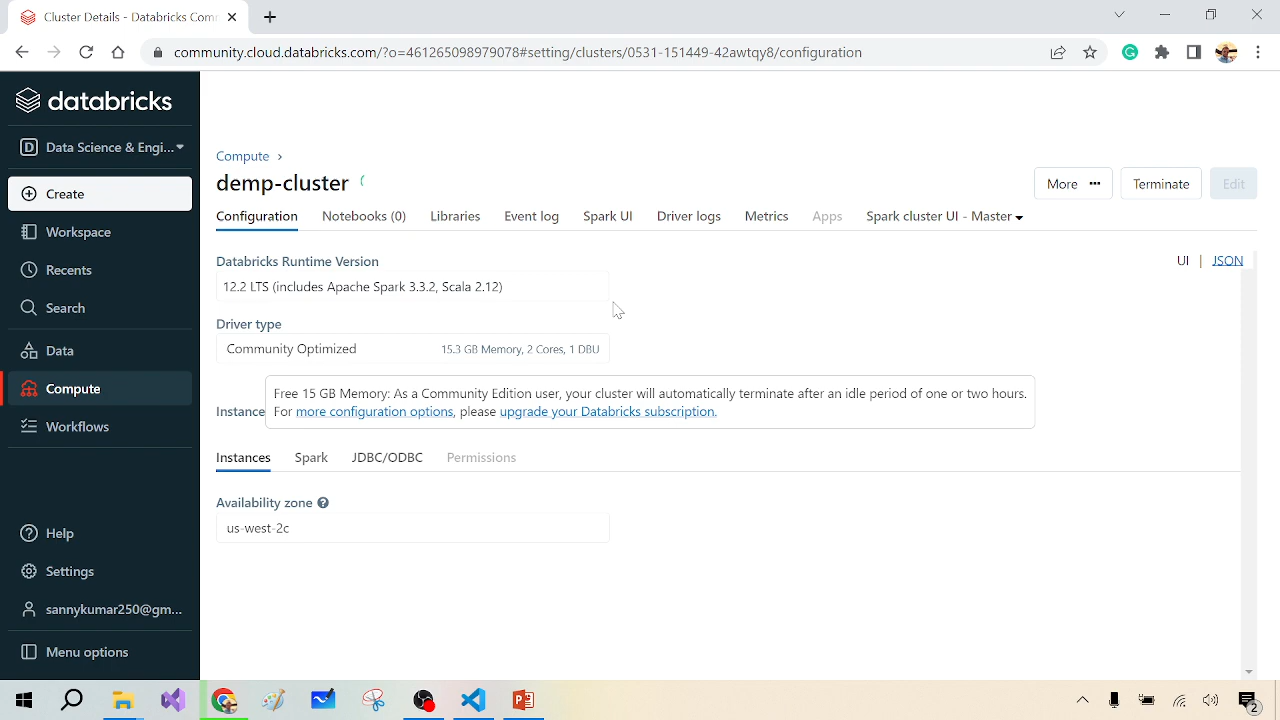 Cluster Details - Databricks Com
community.cloud.databricks.com/?o=461265098979078#setting/clusters/0531-151449-42awtqy8/configuration
databricks
D Data Science & Engi...
Create
Workspace
Recents
Search
Data
Compute
Workflows
Help
Settings
sannykumar250@gm...
Menu options
Compute ›
demp-cluster
More ... Terminate Edit
Configuration Notebooks (0) Libraries Event log Spark UI Driver logs Metrics Apps Spark cluster UI - Master
UI | JSON
Databricks Runtime Version
12.2 LTS (includes Apache Spark 3.3.2, Scala 2.12)
Driver type
Community Optimized 15.3 GB Memory, 2 Cores, 1 DBU
Instance
Free 15 GB Memory: As a Community Edition user, your cluster will automatically terminate after an idle period of one or two hours.
For more configuration options, please upgrade your Databricks subscription.
Instances Spark JDBC/ODBC Permissions
Availability zone ?
us-west-2c
2